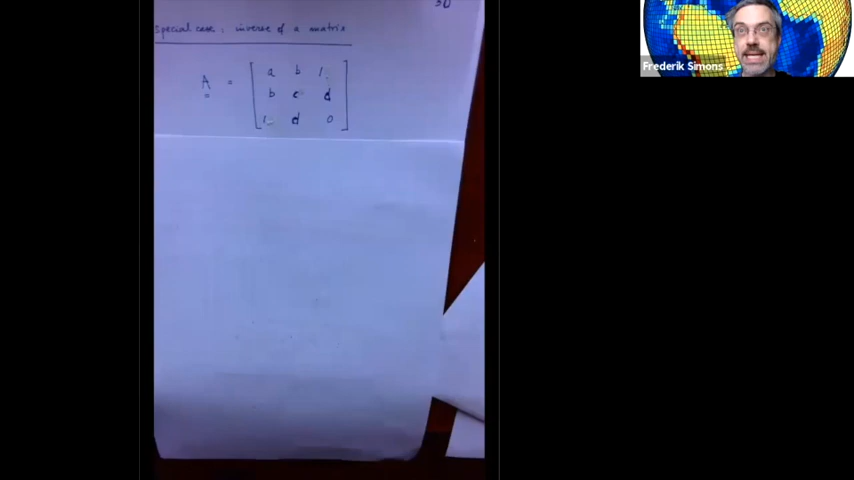 30
Special case : inverse of a matrix
A = [ a b 1
b c d
1 d 0 ]
Frederik Simons